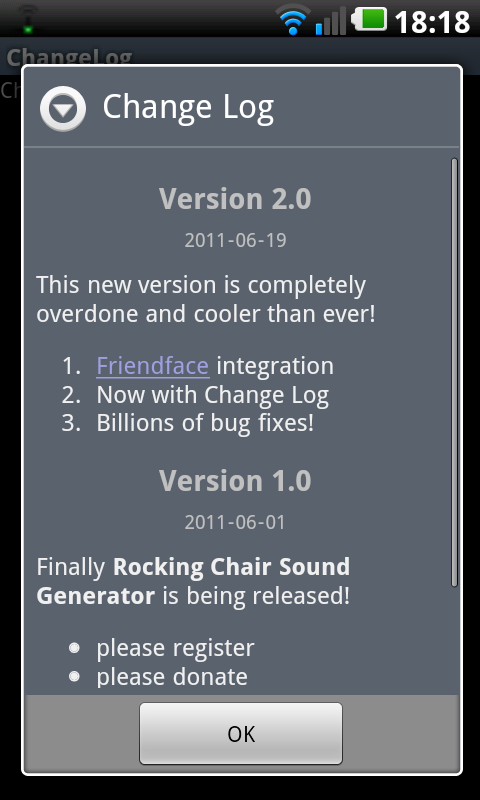 18:18
ChangeLog
Ch
Change Log
Version 2.0
2011-06-19
This new version is completely
overdone and cooler than ever!
1. Friendface integration
2. Now with Change Log
3. Billions of bug fixes!
Version 1.0
2011-06-01
Finally Rocking Chair Sound
Generator is being released!
please register
please donate
OK